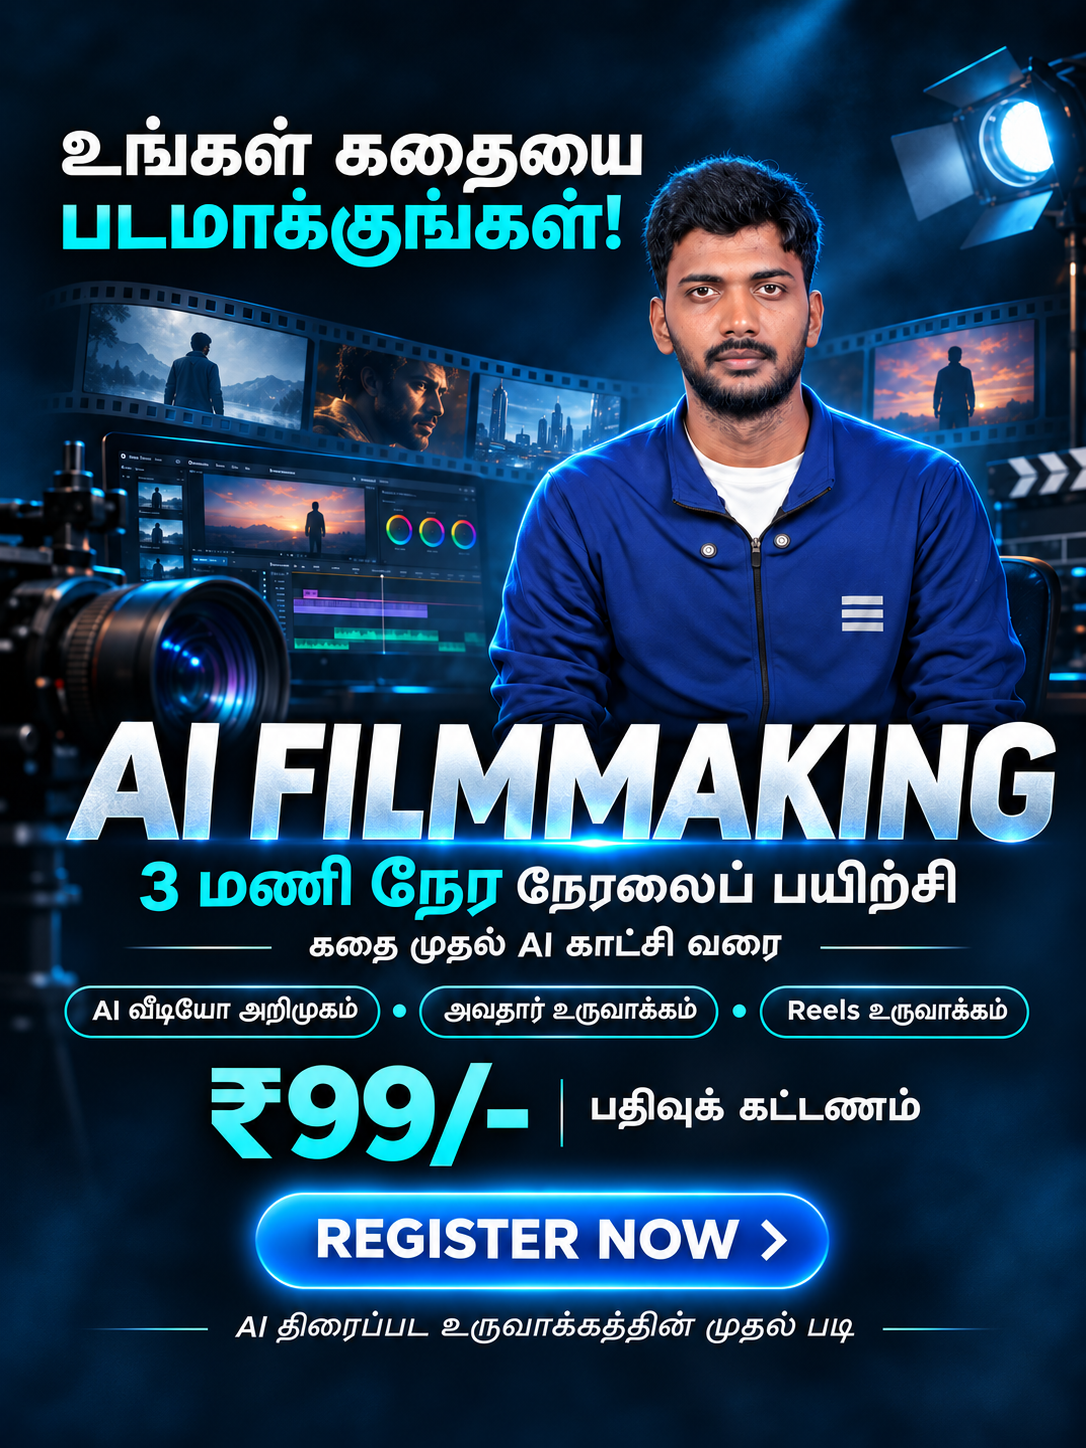 உங்கள் கதையை
படமாக்குங்கள்!
AI FILMMAKING
3 மணி நேர நேரலைப் பயிற்சி
கதை முதல் AI காட்சி வரை
AI வீடியோ அறிமுகம் • அவதார் உருவாக்கம் • Reels உருவாக்கம்
₹99/- | பதிவுக் கட்டணம்
REGISTER NOW >
AI திரைப்பட உருவாக்கத்தின் முதல் படி